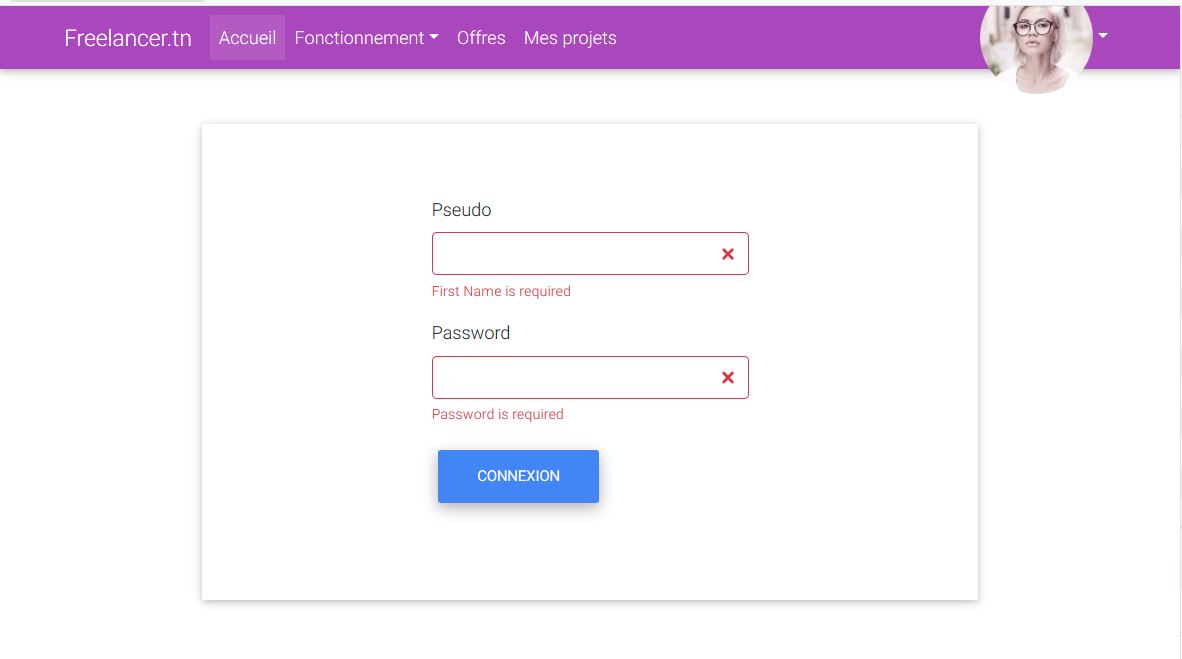 Freelancer.tn Accueil Fonctionnement Offres Mes projets
Pseudo
First Name is required
Password
Password is required
CONNEXION